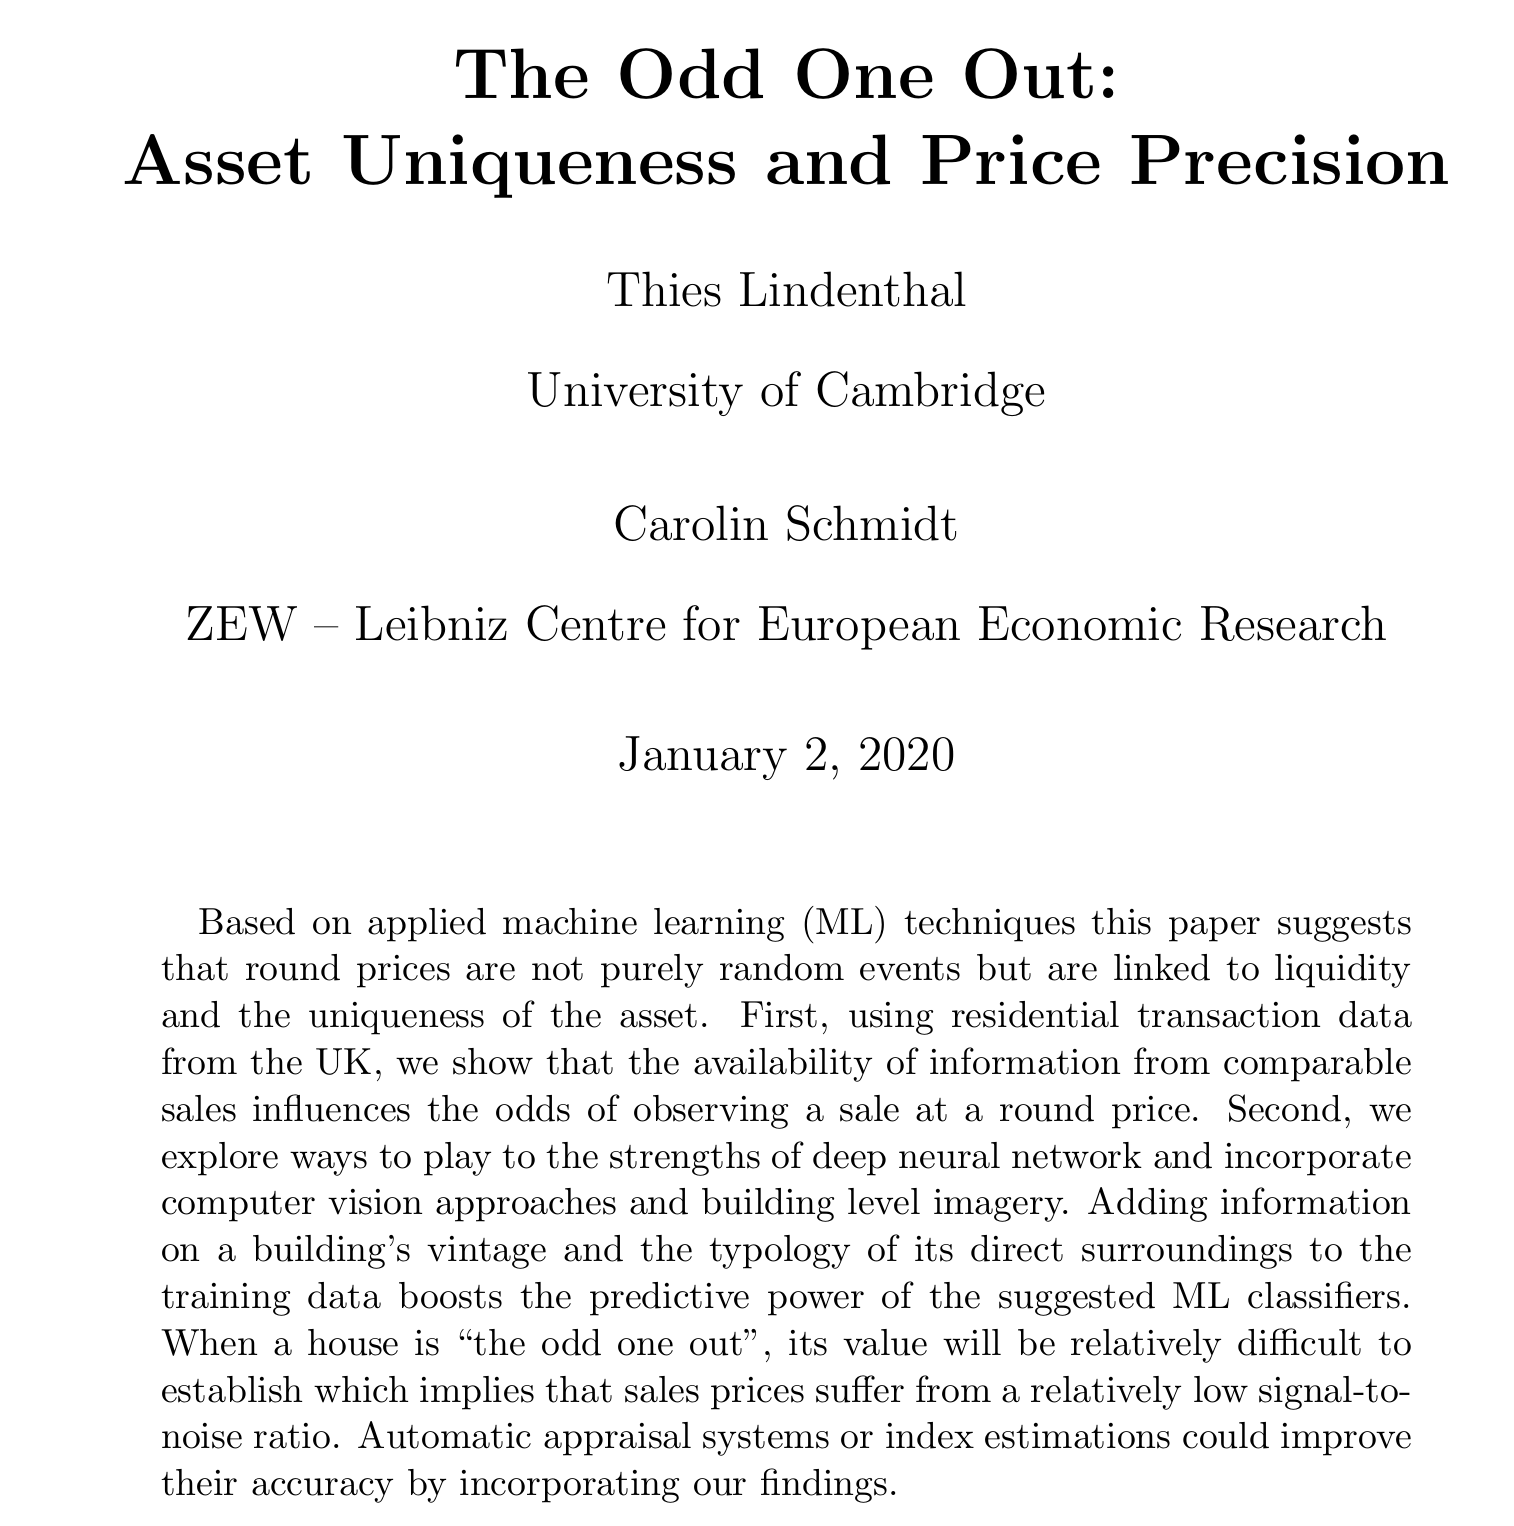 The Odd One Out:
Asset Uniqueness and Price Precision
Thies Lindenthal
University of Cambridge
Carolin Schmidt
ZEW – Leibniz Centre for European Economic Research
January 2, 2020
Based on applied machine learning (ML) techniques this paper suggests
that round prices are not purely random events but are linked to liquidity
and the uniqueness of the asset. First, using residential transaction data
from the UK, we show that the availability of information from comparable
sales influences the odds of observing a sale at a round price. Second, we
explore ways to play to the strengths of deep neural network and incorporate
computer vision approaches and building level imagery. Adding information
on a building’s vintage and the typology of its direct surroundings to the
training data boosts the predictive power of the suggested ML classifiers.
When a house is “the odd one out”, its value will be relatively difficult to
establish which implies that sales prices suffer from a relatively low signal-to-
noise ratio. Automatic appraisal systems or index estimations could improve
their accuracy by incorporating our findings.